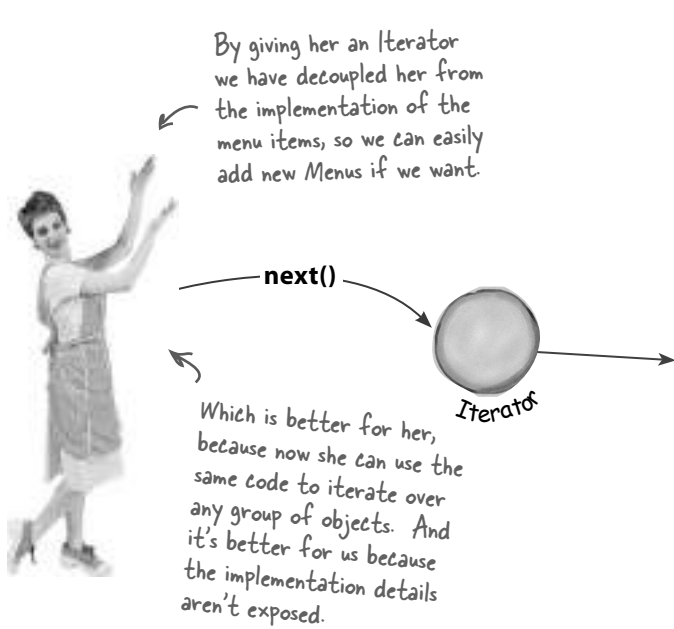 By giving her an Iterator
we have decoupled her from
the implementation of the
menu items, so we can easily
add new Menus if we want.
next()
Iterator
Which is better for her,
because now she can use the
same code to iterate over
any group of objects. And
it's better for us because
the implementation details
aren't exposed.